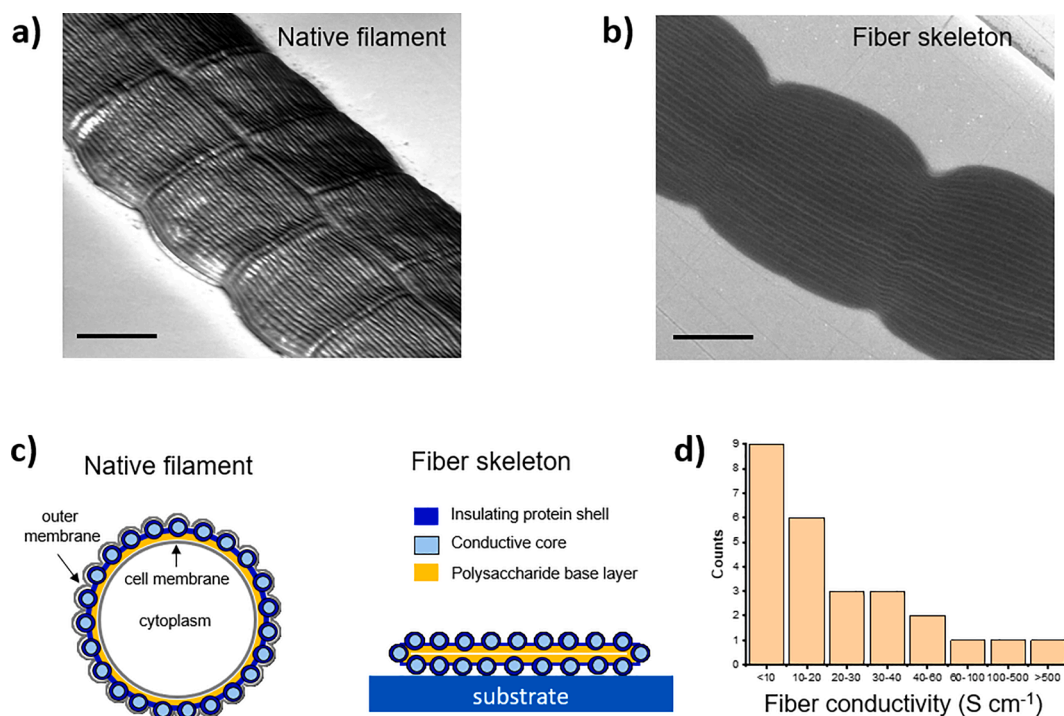 a)
Native filament
b)
Fiber skeleton
c)
Native filament
outer
membrane
cell membrane
cytoplasm
Fiber skeleton
Insulating protein shell
Conductive core
Polysaccharide base layer
substrate
d)
Counts
9
8
6
5
4
3
2
1
0
<10
10-20
20-30
30-40
40-60
60-100
100-500
>500
Fiber conductivity (S cm⁻¹)